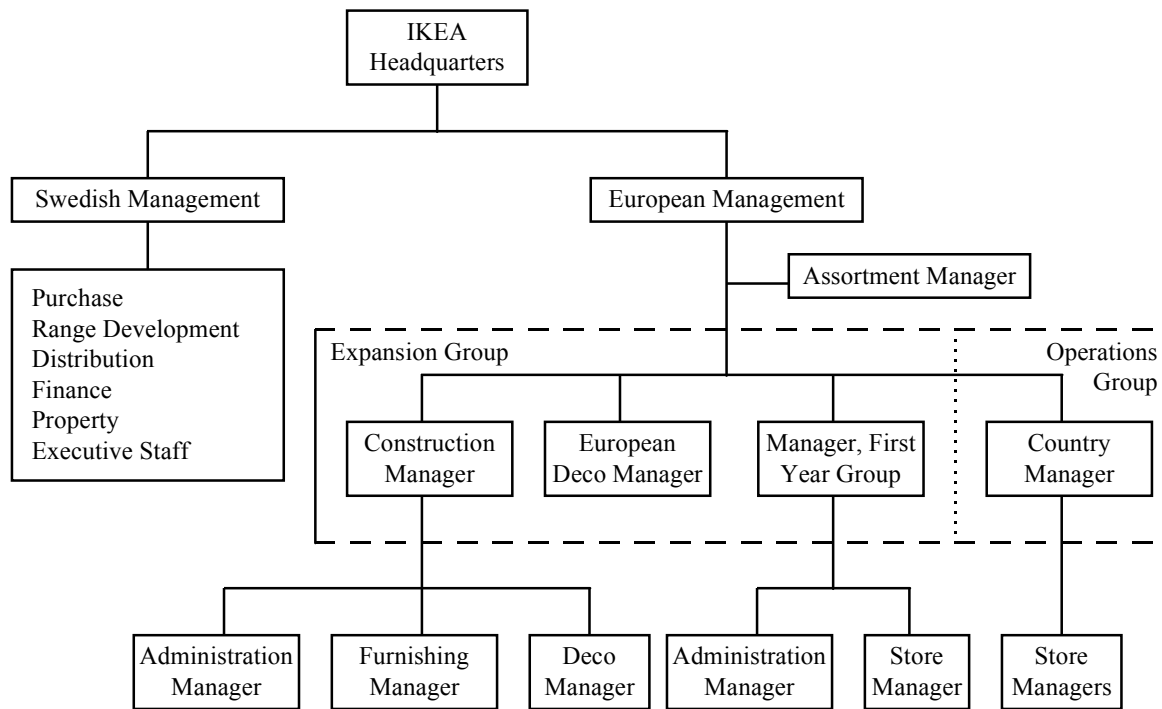 IKEA
Headquarters
Swedish Management
European Management
Assortment Manager
Purchase
Range Development
Distribution
Finance
Property
Executive Staff
Expansion Group
Operations
Group
Construction
Manager
European
Deco Manager
Manager, First
Year Group
Country
Manager
Administration
Manager
Furnishing
Manager
Deco
Manager
Administration
Manager
Store
Manager
Store
Managers